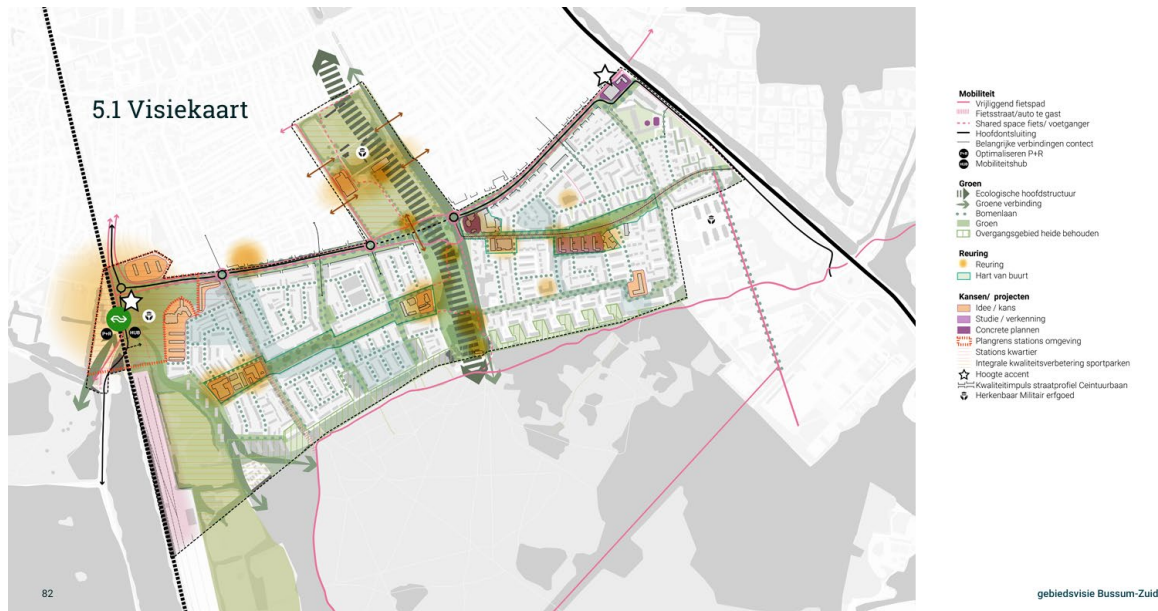 5.1 Visiekaart
P+R
HUB
82
Mobiliteit
Vrijliggend fietspad
Fietsstraat/auto te gast
Shared space fiets/ voetganger
Hoofdontsluiting
Belangrijke verbindingen contect
P+R Optimaliseren P+R
HUB Mobiliteitshub
Groen
Ecologische hoofdstructuur
Groene verbinding
Bomenlaan
Groen
Overgangsgebied heide behouden
Reuring
Reuring
Hart van buurt
Kansen/ projecten
Idee / kans
Studie / verkenning
Concrete plannen
Plangrens stations omgeving
Stations kwartier
Integrale kwaliteitsverbetering sportparken
Hoogte accent
Kwaliteitimpuls straatprofiel Ceintuurbaan
Herkenbaar Militair erfgoed
gebiedsvisie Bussum-Zuid